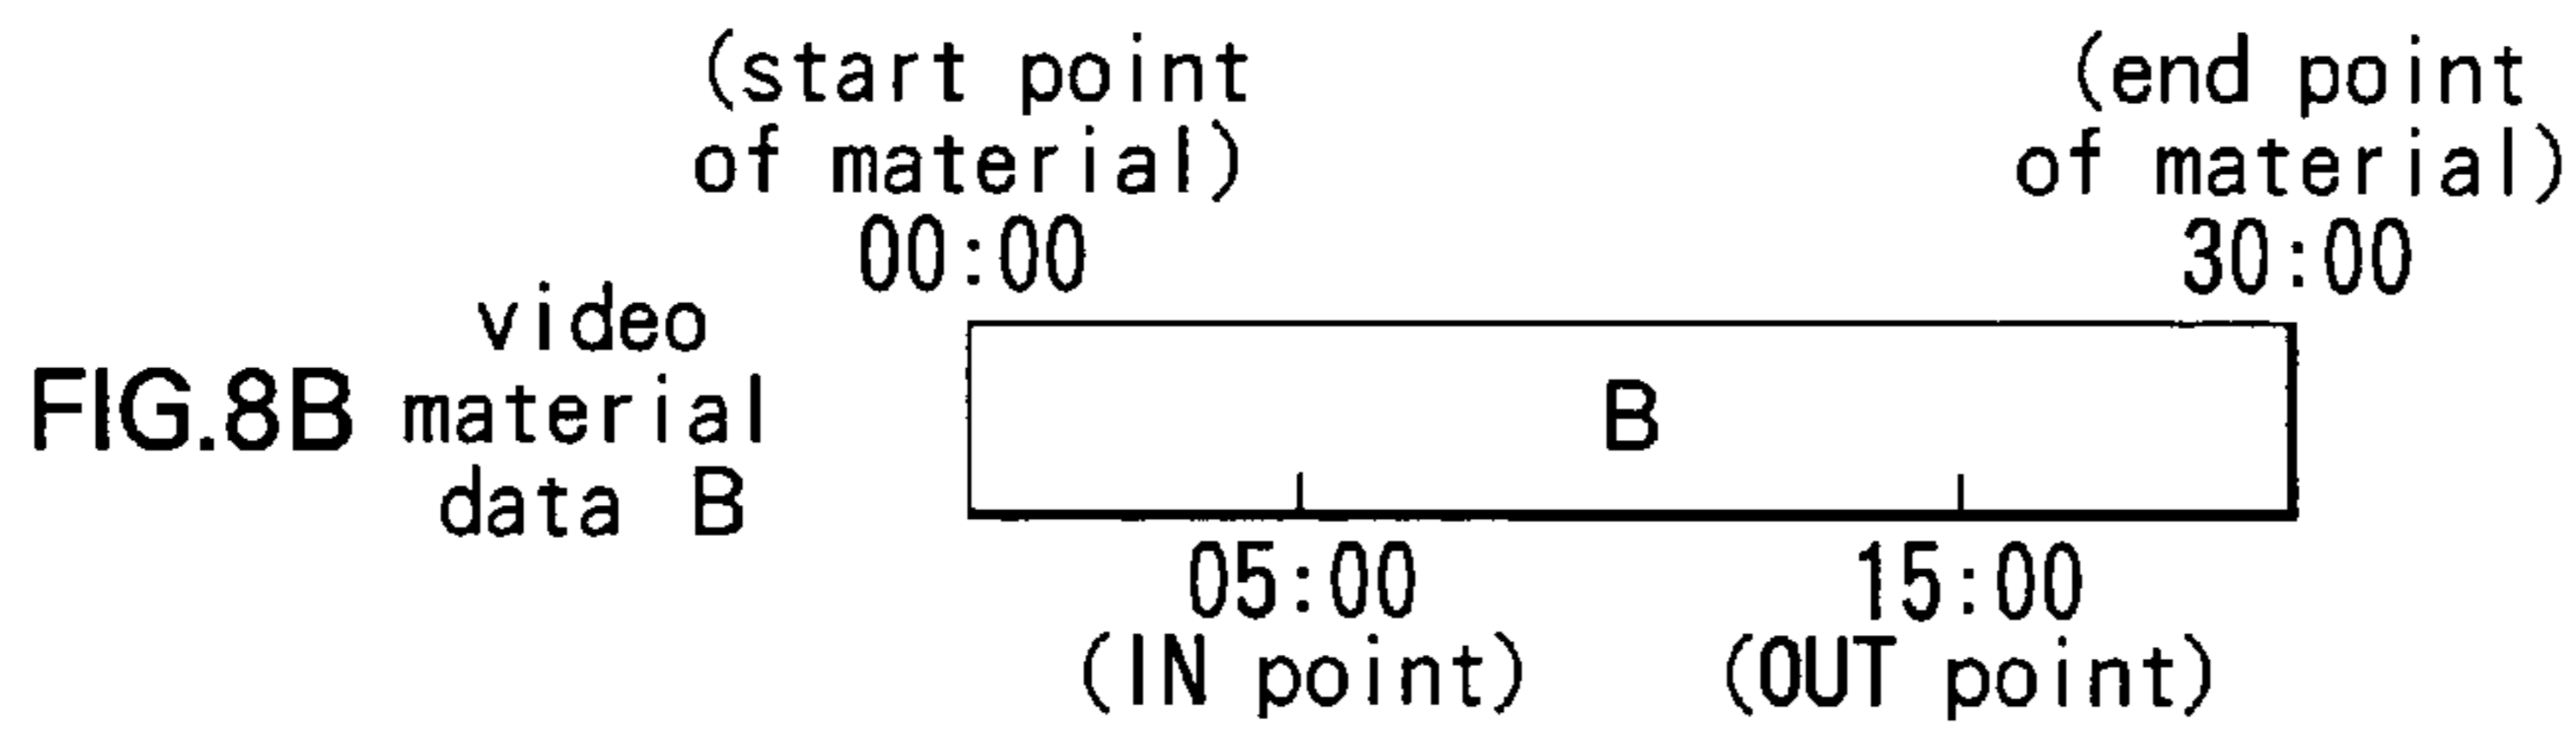 (start point
of material)
00:00
(end point
of material)
30:00
FIG.8B
video
material
data B
B
05:00
(IN point)
15:00
(OUT point)